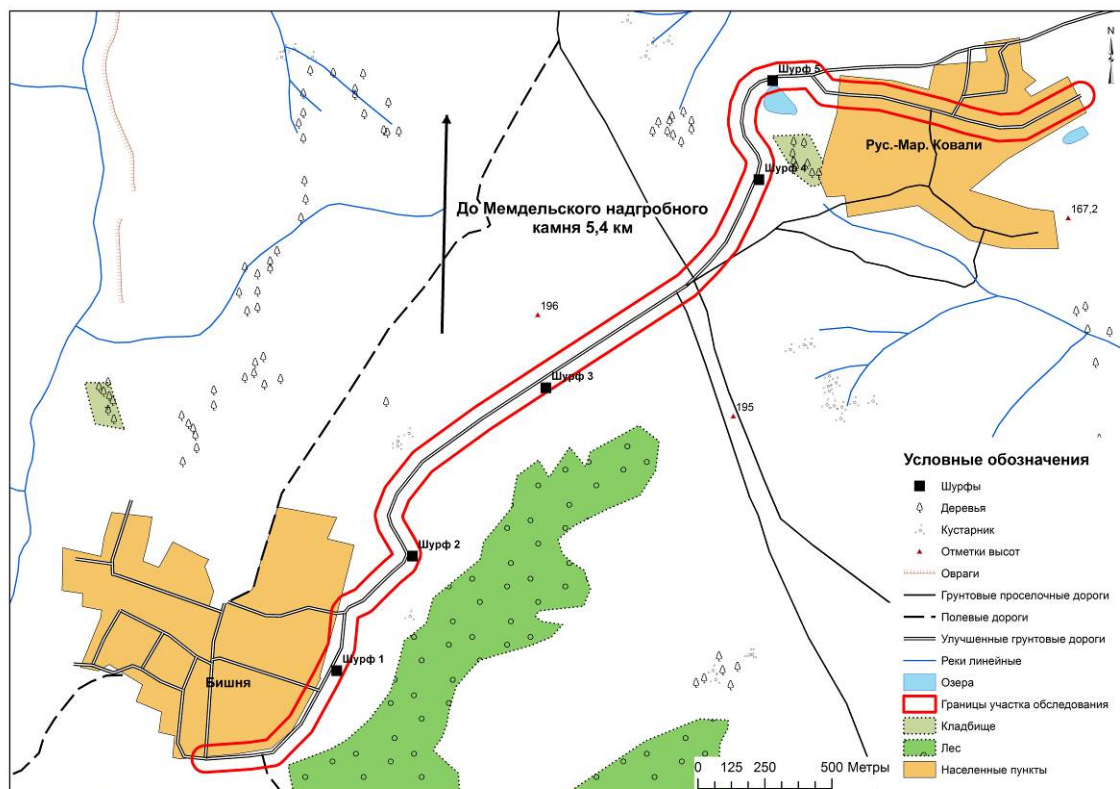 N
Шурф 5
Рус.-Мар. Ковали
Шурф 4
167,2
До Мемдельского надгробного
камня 5,4 км
196
Шурф 3
195
Шурф 2
Шурф 1
Бишня
Условные обозначения
Шурфы
Деревья
Кустарник
Отметки высот
Овраги
Грунтовые проселочные дороги
Полевые дороги
Улучшенные грунтовые дороги
Реки линейные
Озера
Границы участка обследования
Кладбище
Лес
Населенные пункты
0 125 250 500 Метры